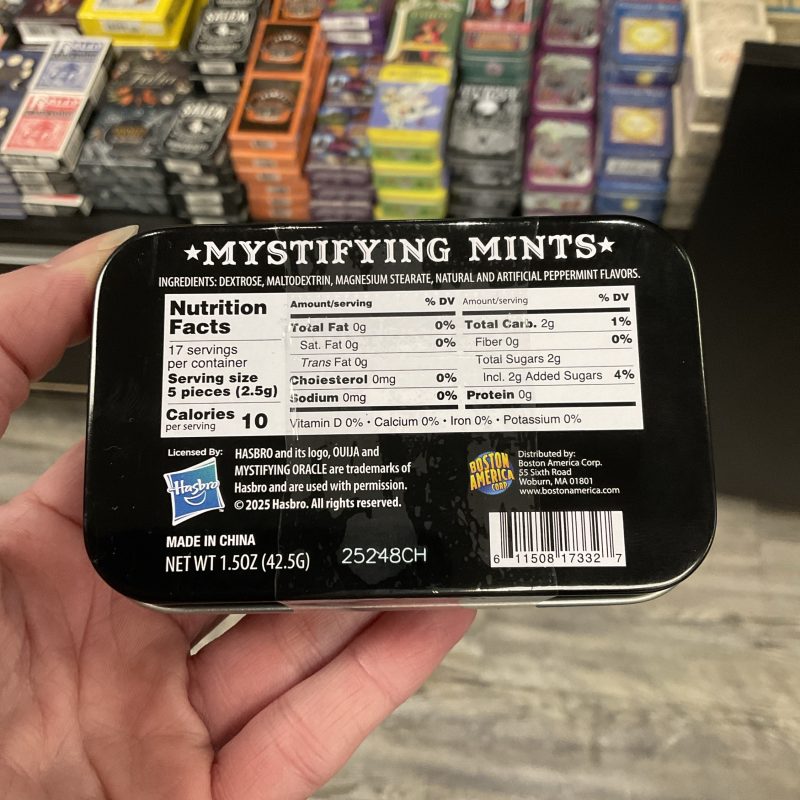 ★MYSTIFYING MINTS★
INGREDIENTS: DEXTROSE, MALTODEXTRIN, MAGNESIUM STEARATE, NATURAL AND ARTIFICIAL PEPPERMINT FLAVORS.
Nutrition
Facts
17 servings
per container
Serving size
5 pieces (2.5g)
Calories
per serving 10
Amount/serving % DV
Total Fat 0g 0%
Sat. Fat 0g 0%
Trans Fat 0g
Cholesterol 0mg 0%
Sodium 0mg 0%
Amount/serving % DV
Total Carb. 2g 1%
Fiber 0g 0%
Total Sugars 2g
Incl. 2g Added Sugars 4%
Protein 0g
Vitamin D 0% • Calcium 0% • Iron 0% • Potassium 0%
Licensed By:
Hasbro
HASBRO and its logo, OUIJA and
MYSTIFYING ORACLE are trademarks of
Hasbro and are used with permission.
© 2025 Hasbro. All rights reserved.
BOSTON
AMERICA
CORP
Distributed by:
Boston America Corp.
55 Sixth Road
Woburn, MA 01801
www.bostonamerica.com
MADE IN CHINA
NET WT 1.5OZ (42.5G)
25248CH
6 11508 17332 7